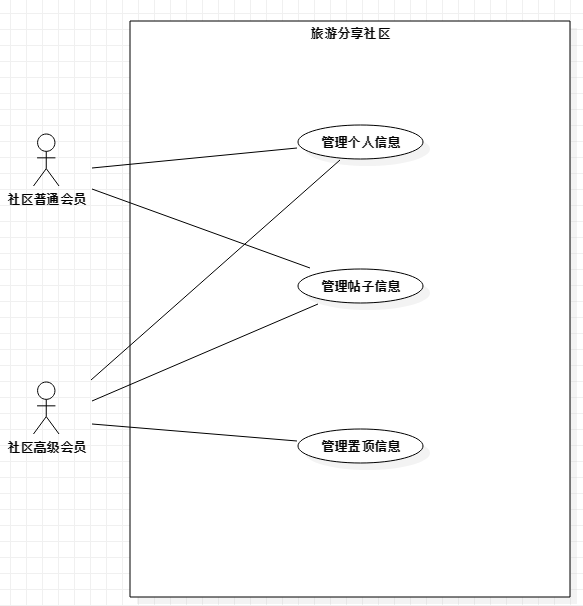 旅游分享社区
管理个人信息
社区普通会员
管理帖子信息
社区高级会员
管理置顶信息